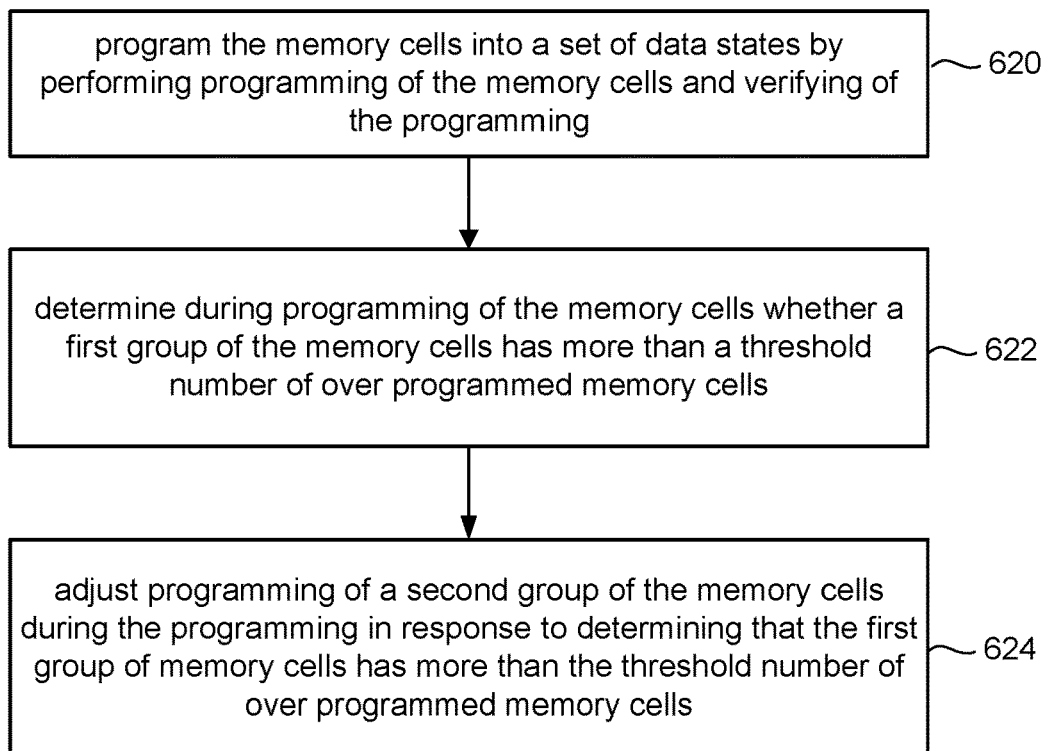 program the memory cells into a set of data states by
performing programming of the memory cells and verifying of
the programming
620
determine during programming of the memory cells whether a
first group of the memory cells has more than a threshold
number of over programmed memory cells
622
adjust programming of a second group of the memory cells
during the programming in response to determining that the first
group of memory cells has more than the threshold number of
over programmed memory cells
624